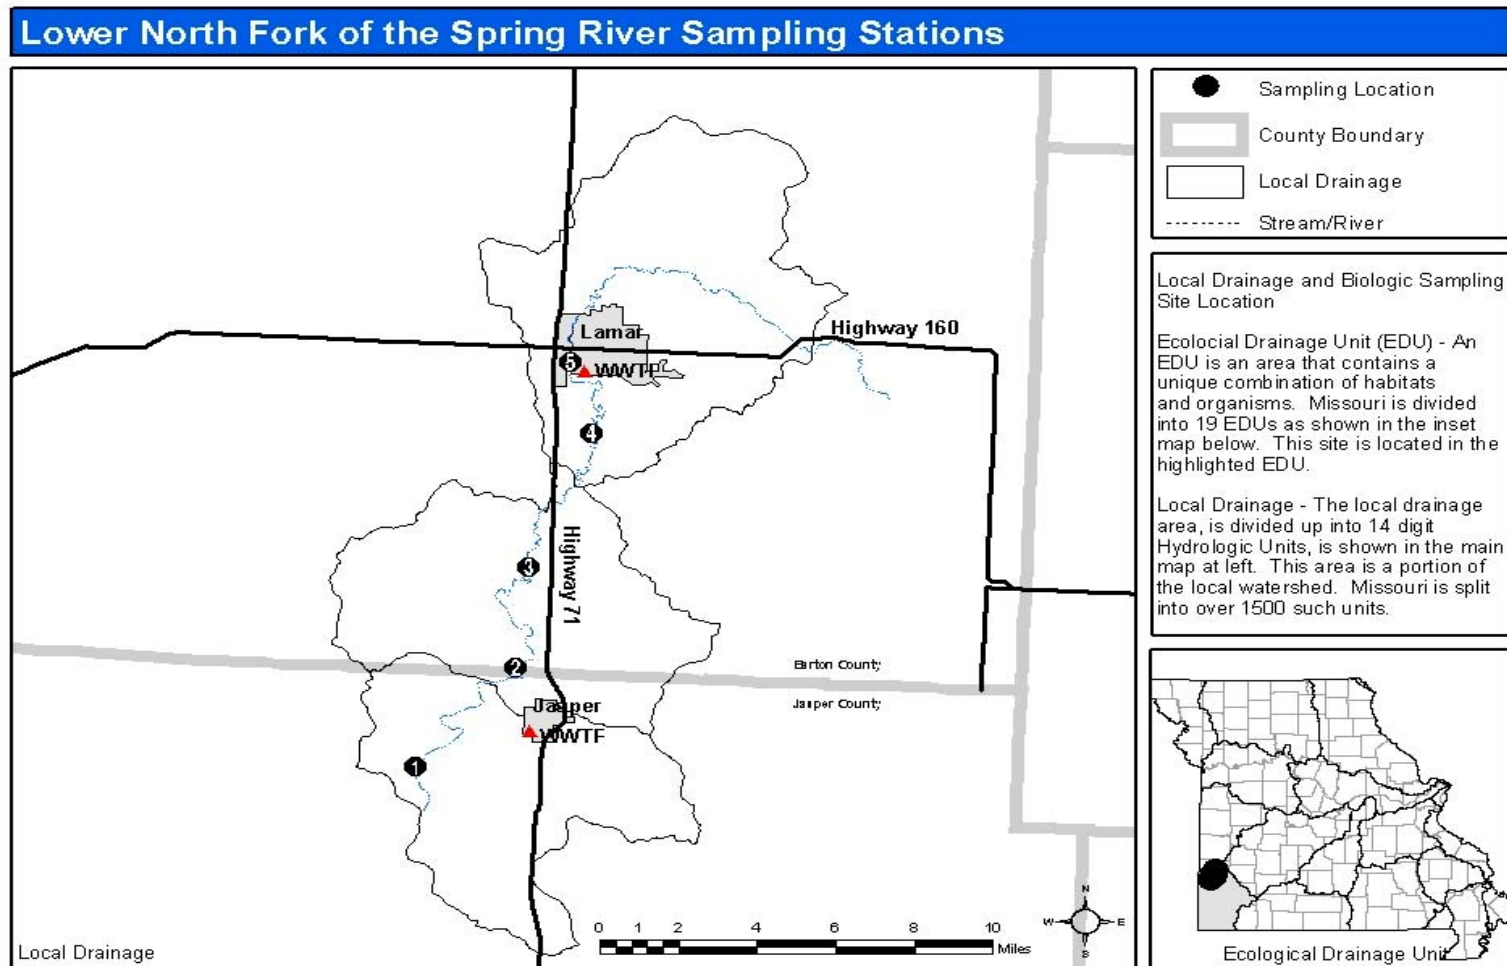 Lower North Fork of the Spring River Sampling Stations
Sampling Location
County Boundary
Local Drainage
Stream/River
Local Drainage and Biologic Sampling
Site Location
Ecolocial Drainage Unit (EDU) - An
EDU is an area that contains a
unique combination of habitats
and organisms. Missouri is divided
into 19 EDUs as shown in the inset
map below. This site is located in the
highlighted EDU.
Local Drainage - The local drainage
area, is divided up into 14 digit
Hydrologic Units, is shown in the main
map at left. This area is a portion of
the local watershed. Missouri is split
into over 1500 such units.
Highway 160
Lamar
5
WWTF
4
Highway 71
3
2
Barton County
Jasper County
Jasper
WWTF
1
0 1 2 4 6 8 10
Miles
N
W E
S
Local Drainage
Ecological Drainage Unit